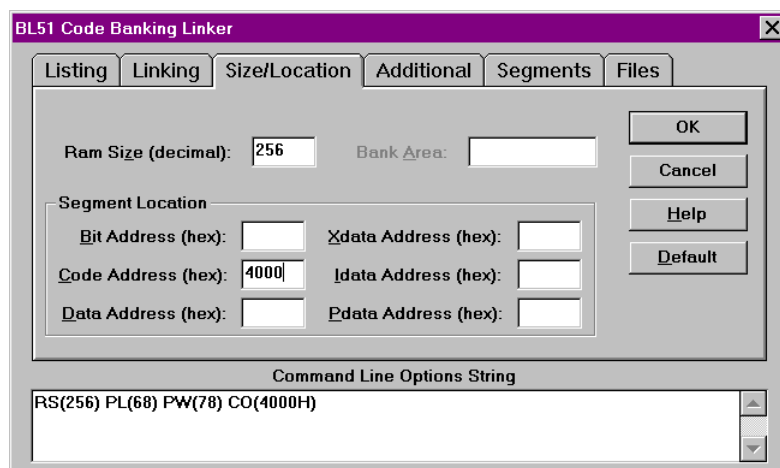 BL51 Code Banking Linker
Listing Linking Size/Location Additional Segments Files
Ram Size (decimal): 256 Bank Area:
OK
Cancel
Help
Default
Segment Location
Bit Address (hex): Xdata Address (hex):
Code Address (hex): 4000 Idata Address (hex):
Data Address (hex): Pdata Address (hex):
Command Line Options String
RS(256) PL(68) PW(78) CO(4000H)